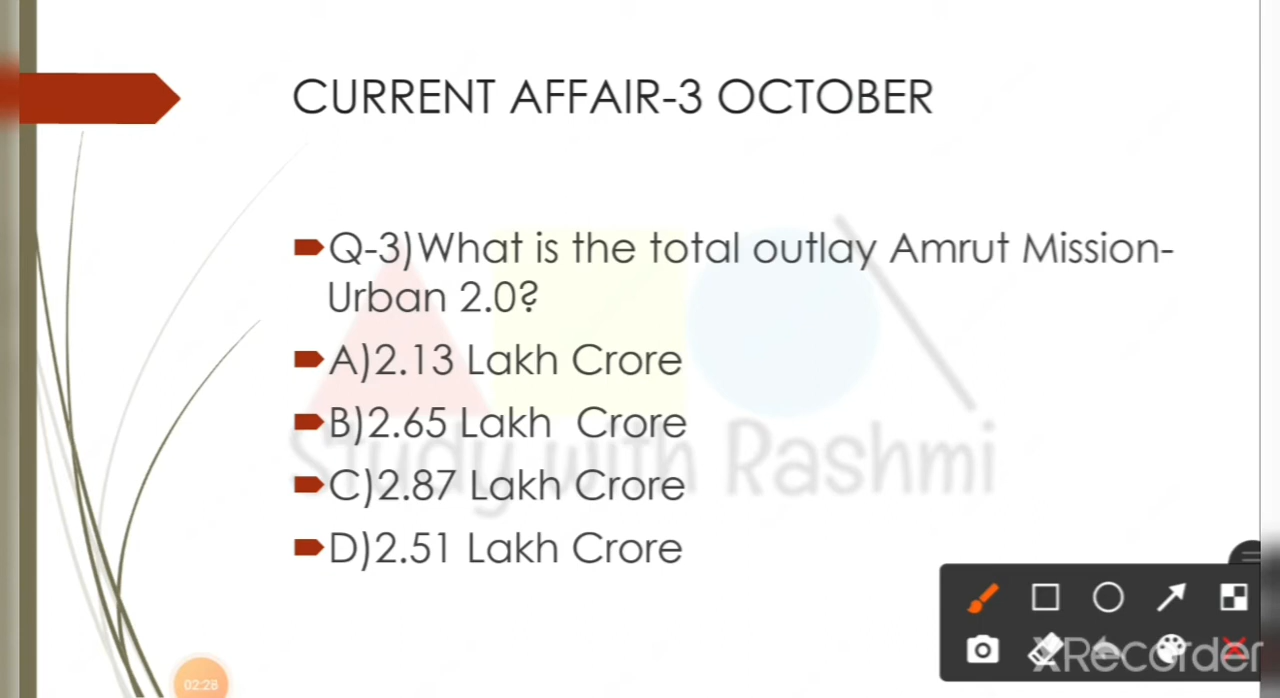 CURRENT AFFAIR-3 OCTOBER
Q-3)What is the total outlay Amrut Mission-
Urban 2.0?
A)2.13 Lakh Crore
B)2.65 Lakh  Crore
C)2.87 Lakh Crore
D)2.51 Lakh Crore
Study with Rashmi
XRecorder
02:28